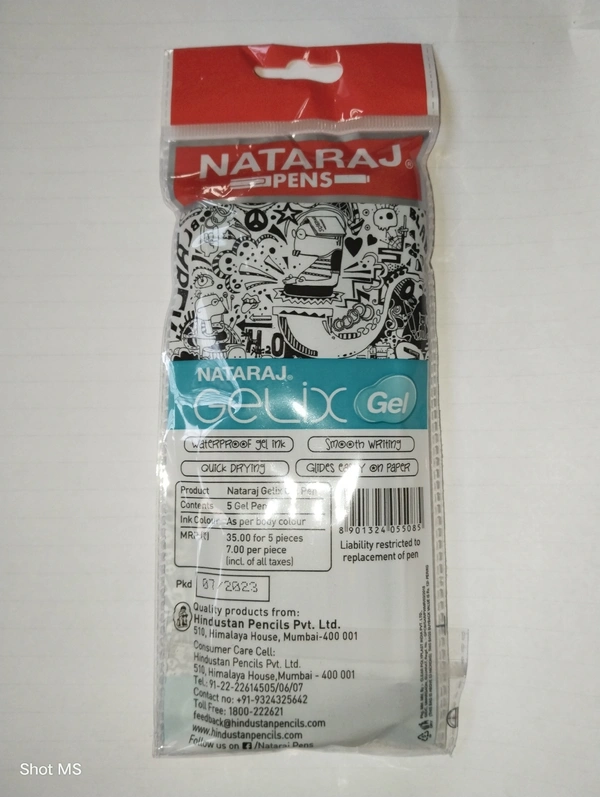 NATARAJ®
PENS
H2O
NATARAJ®
GELIX Gel
WATERPROOF gel ink
Smooth writing
QUICK DRYING
GLIDES EASILY ON PAPER
Product Nataraj Gelix Gel Pen
Contents 5 Gel Pens
Ink Colour As per body colour
MRP(₹) 35.00 for 5 pieces
7.00 per piece
(incl. of all taxes)
8 901324 055085
Liability restricted to
replacement of pen
Pkd 07/2023
Quality products from:
Hindustan Pencils Pvt. Ltd.
510, Himalaya House, Mumbai-400 001
Consumer Care Cell:
Hindustan Pencils Pvt. Ltd.
510, Himalaya House, Mumbai - 400 001
Tel.: 91-22-22614505/06/07
Contact no: +91-9324325642
Toll Free: 1800-222621
feedback@hindustanpencils.com
www.hindustanpencils.com
Follow us on f /Nataraj Pens
Shot MS